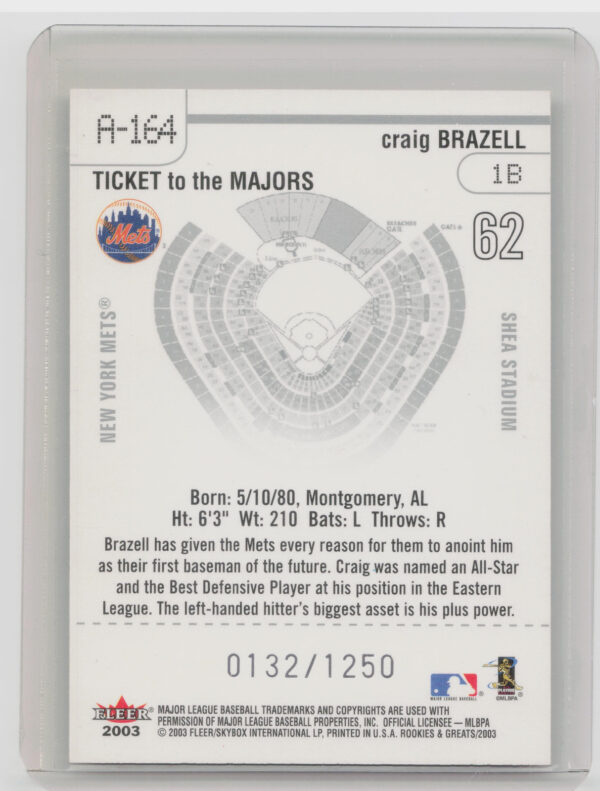 A-164
craig BRAZELL
1B
TICKET to the MAJORS
Mets
62
NEW YORK METS®
SHEA STADIUM
Born: 5/10/80, Montgomery, AL
Ht: 6'3" Wt: 210 Bats: L Throws: R
Brazell has given the Mets every reason for them to anoint him
as their first baseman of the future. Craig was named an All-Star
and the Best Defensive Player at his position in the Eastern
League. The left-handed hitter's biggest asset is his plus power.
0132/1250
FLEER®
2003
MAJOR LEAGUE BASEBALL TRADEMARKS AND COPYRIGHTS ARE USED WITH
PERMISSION OF MAJOR LEAGUE BASEBALL PROPERTIES, INC. OFFICIAL LICENSEE — MLBPA
© 2003 FLEER/SKYBOX INTERNATIONAL LP, PRINTED IN U.S.A. ROOKIES & GREATS/2003
MAJOR LEAGUE BASEBALL
©MLBPA